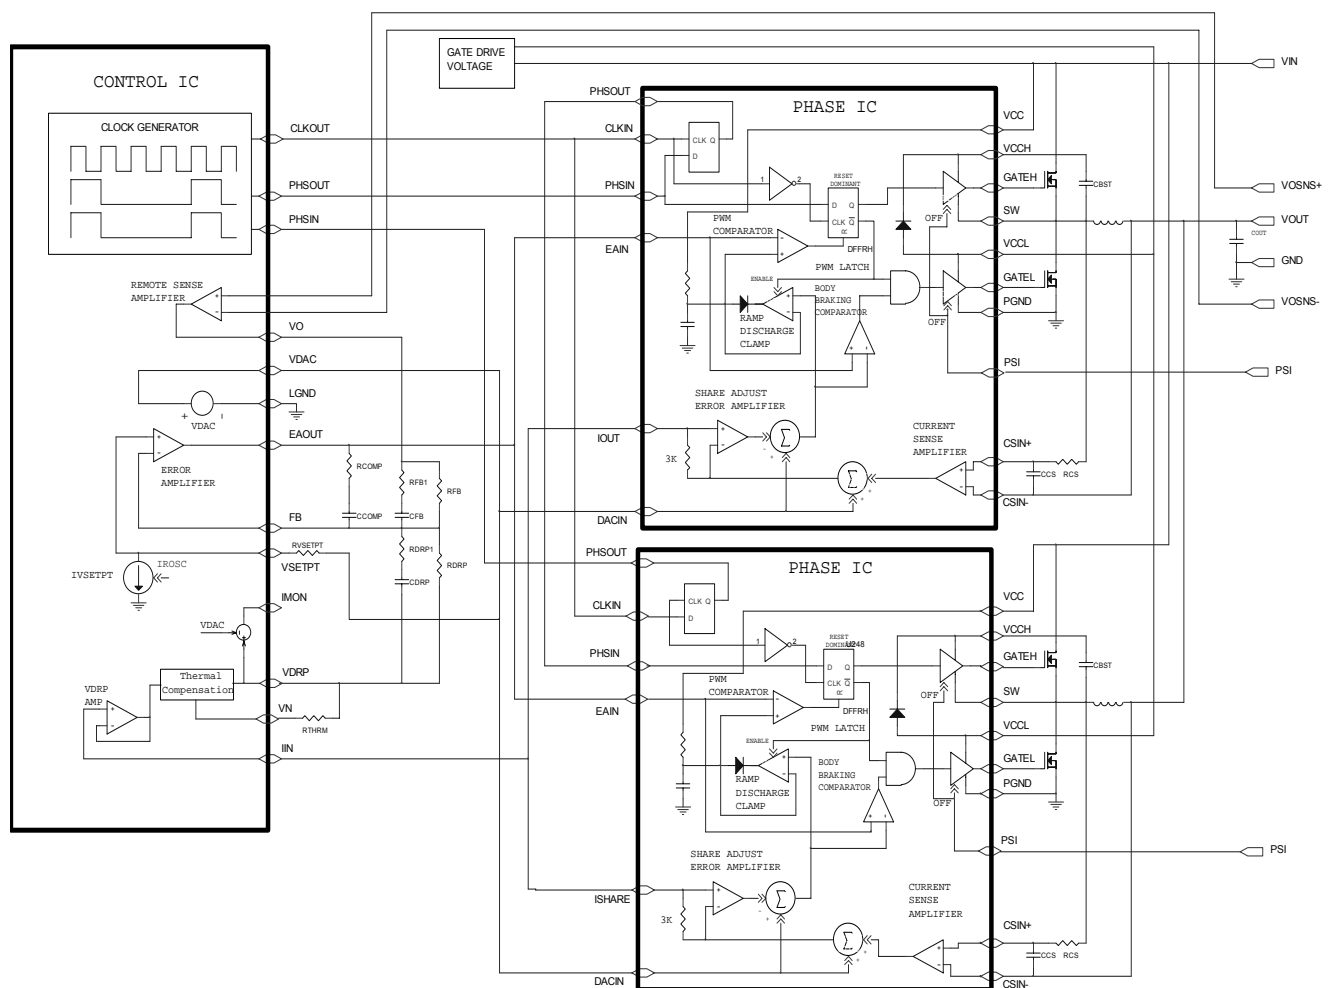 CONTROL IC
CLOCK GENERATOR
CLKOUT
PHSOUT
PHSIN
REMOTE SENSE
AMPLIFIER
+
-
VO
VDAC
LGND
+ VDAC -
EAOUT
+
-
ERROR
AMPLIFIER
RCOMP
RFB1
RFB
CCOMP
CFB
FB
RVSETPT
VSETPT
RDRP1
RDRP
CDRP
IROSC
IVSETPT
IMON
VDAC
Thermal
Compensation
VDRP
VDRP
AMP
+
-
VN
RTHRM
IIN
GATE DRIVE
VOLTAGE
VIN
VOSNS+
VOUT
COUT
GND
VOSNS-
PSI
PSI
PHASE IC
PHSOUT
CLKIN
PHSIN
EAIN
IOUT
DACIN
CLK Q
D
1
2
RESET
DOMINANT
D Q
CLK Q
R
DFFRH
PWM
COMPARATOR
-
+
PWM LATCH
ENABLE
BODY
BRAKING
COMPARATOR
+
-
RAMP
DISCHARGE
CLAMP
+ -
OFF
OFF
SHARE ADJUST
ERROR AMPLIFIER
3K
+
-
Σ
- +
Σ
+ +
CURRENT
SENSE
AMPLIFIER
+
-
VCC
VCCH
GATEH
CBST
SW
VCCL
GATEL
PGND
PSI
CSIN+
CCS RCS
CSIN-
PHASE IC
PHSOUT
CLKIN
PHSIN
EAIN
ISHARE
DACIN
CLK Q
D
1
2
RESET
DOMINANT
U248
D Q
CLK Q
R
DFFRH
PWM
COMPARATOR
-
+
PWM LATCH
ENABLE
BODY
BRAKING
COMPARATOR
+
-
RAMP
DISCHARGE
CLAMP
+ -
OFF
OFF
SHARE ADJUST
ERROR AMPLIFIER
3K
+
-
Σ
- +
Σ
+ +
CURRENT
SENSE
AMPLIFIER
+
-
VCC
VCCH
GATEH
CBST
SW
VCCL
GATEL
PGND
PSI
CSIN+
CCS RCS
CSIN-